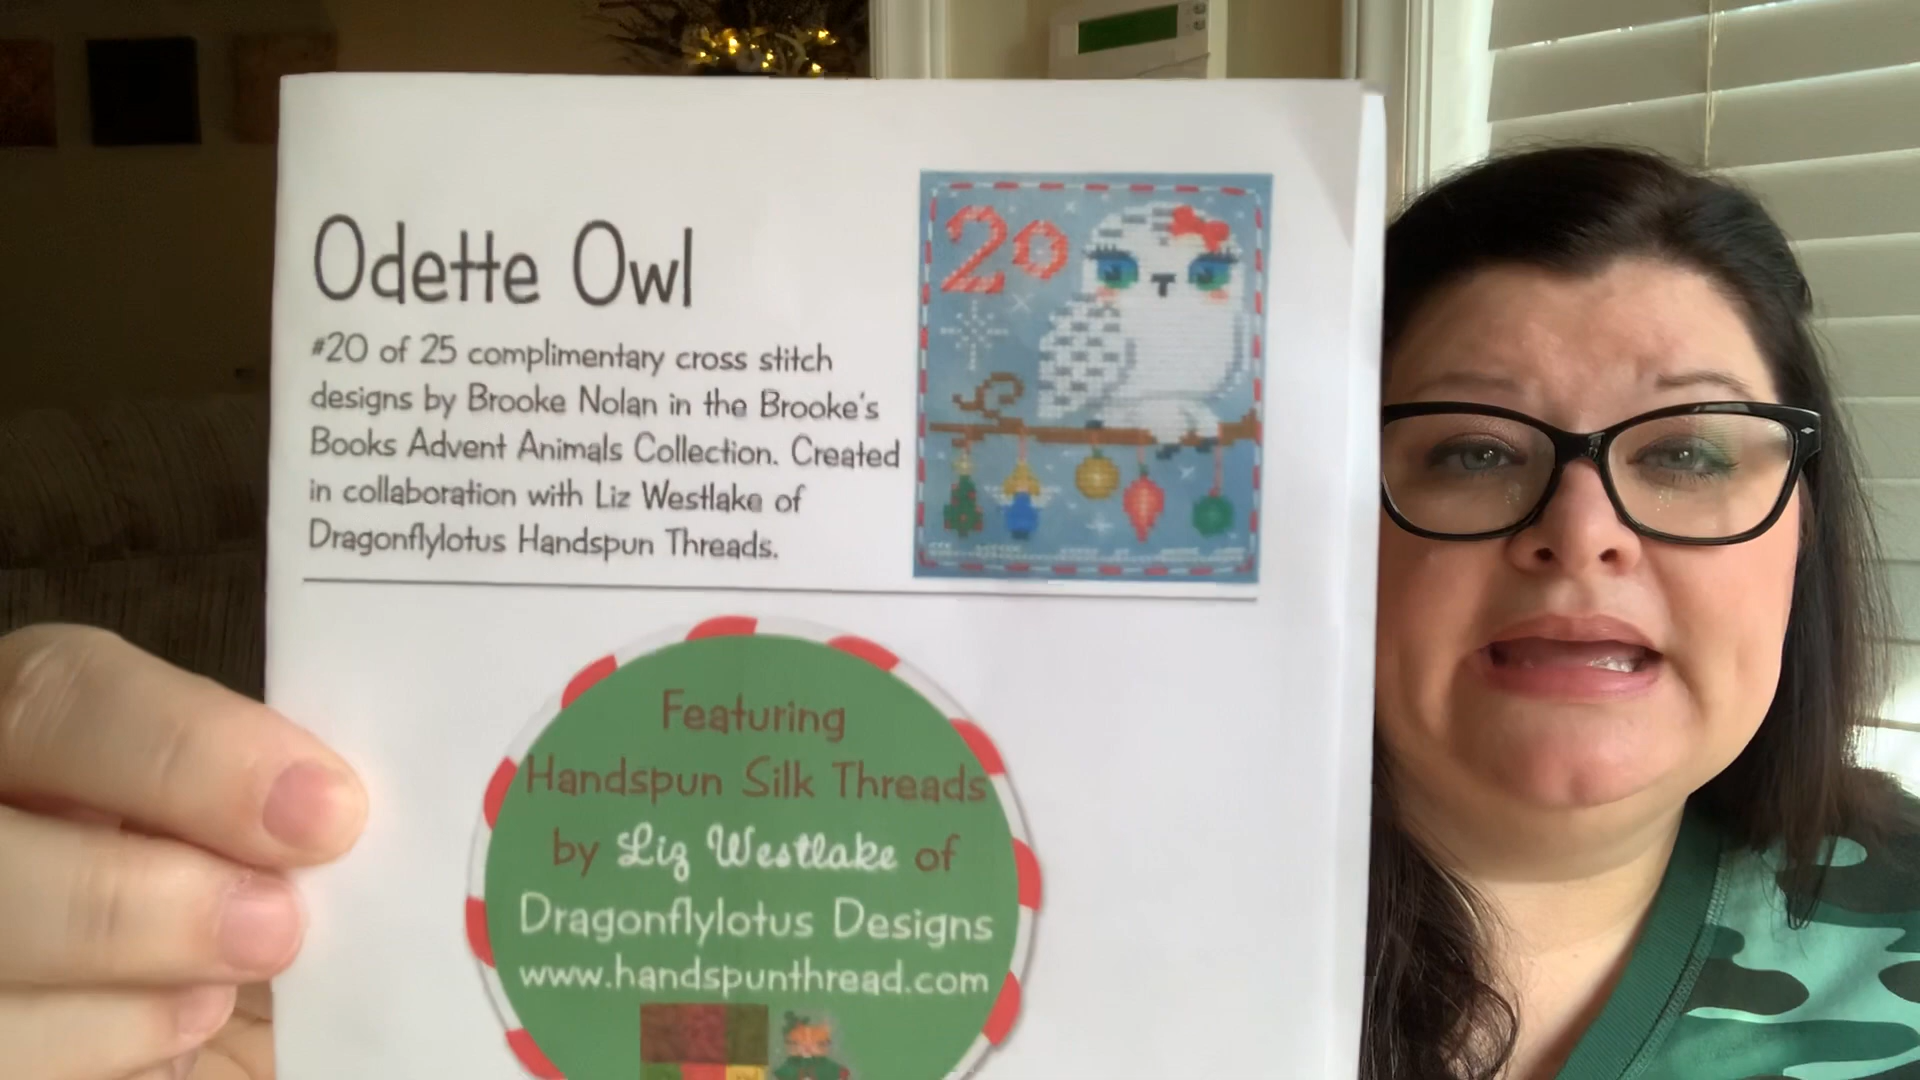 Odette Owl
#20 of 25 complimentary cross stitch
designs by Brooke Nolan in the Brooke's
Books Advent Animals Collection. Created
in collaboration with Liz Westlake of
Dragonflylotus Handspun Threads.
20
Featuring
Handspun Silk Threads
by Liz Westlake of
Dragonflylotus Designs
www.handspunthread.com